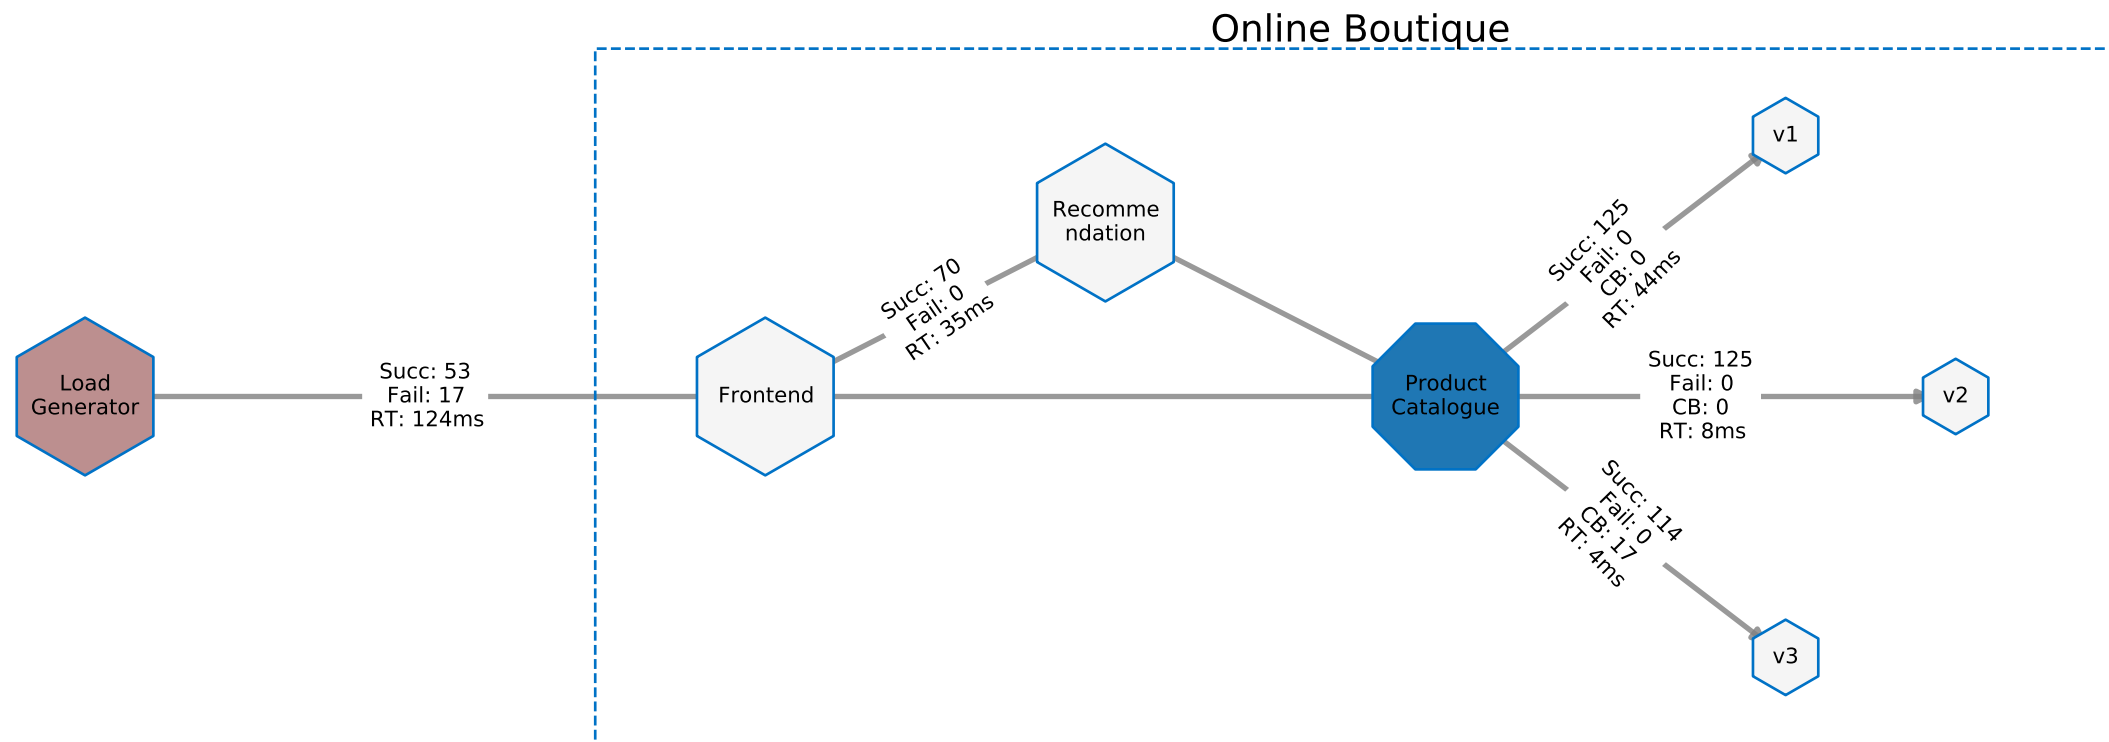 Online Boutique
v1
Recomme
ndation
Succ: 125
Fail: 0
CB: 0
RT: 44ms
Succ: 70
Fail: 0
RT: 35ms
Load
Generator
Succ: 53
Fail: 17
RT: 124ms
Frontend
Product
Catalogue
Succ: 125
Fail: 0
CB: 0
RT: 8ms
v2
Succ: 114
Fail: 0
CB: 17
RT: 4ms
v3